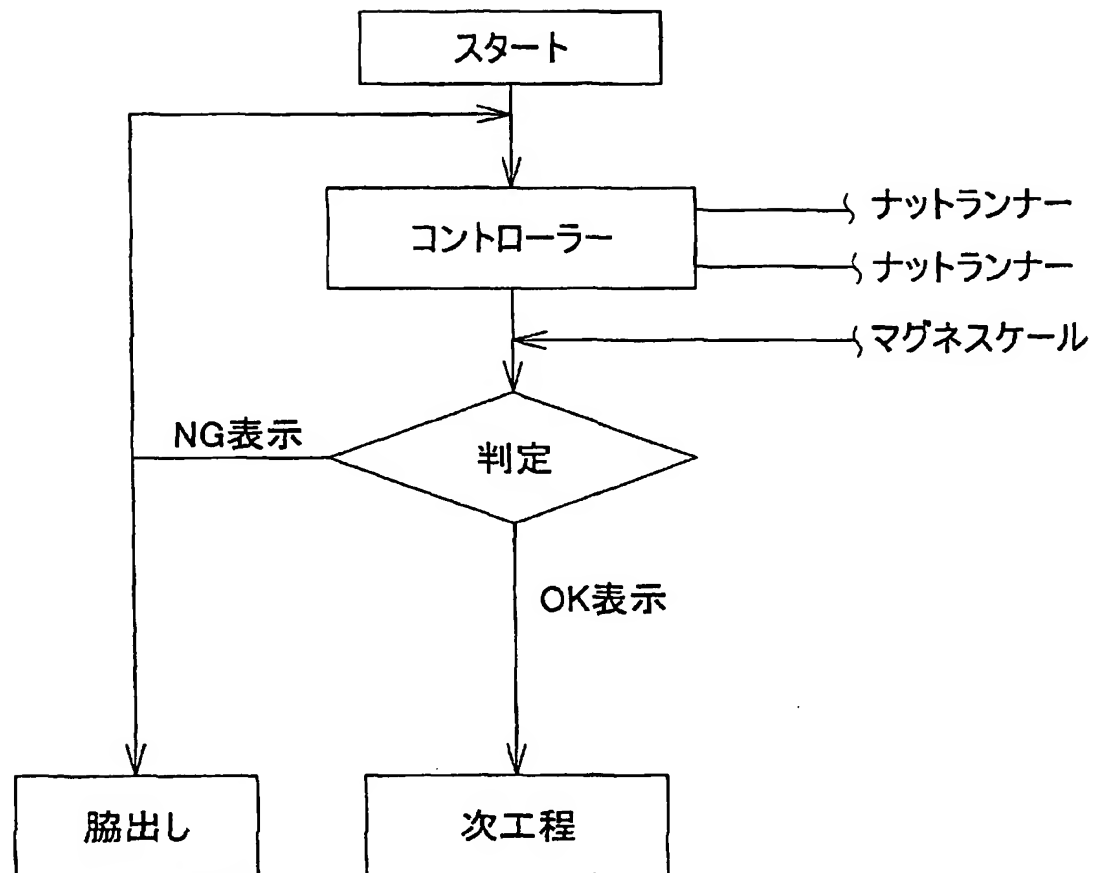 スタート
コントローラー
ナットランナー
ナットランナー
マグネスケール
NG表示
判定
OK表示
脇出し
次工程